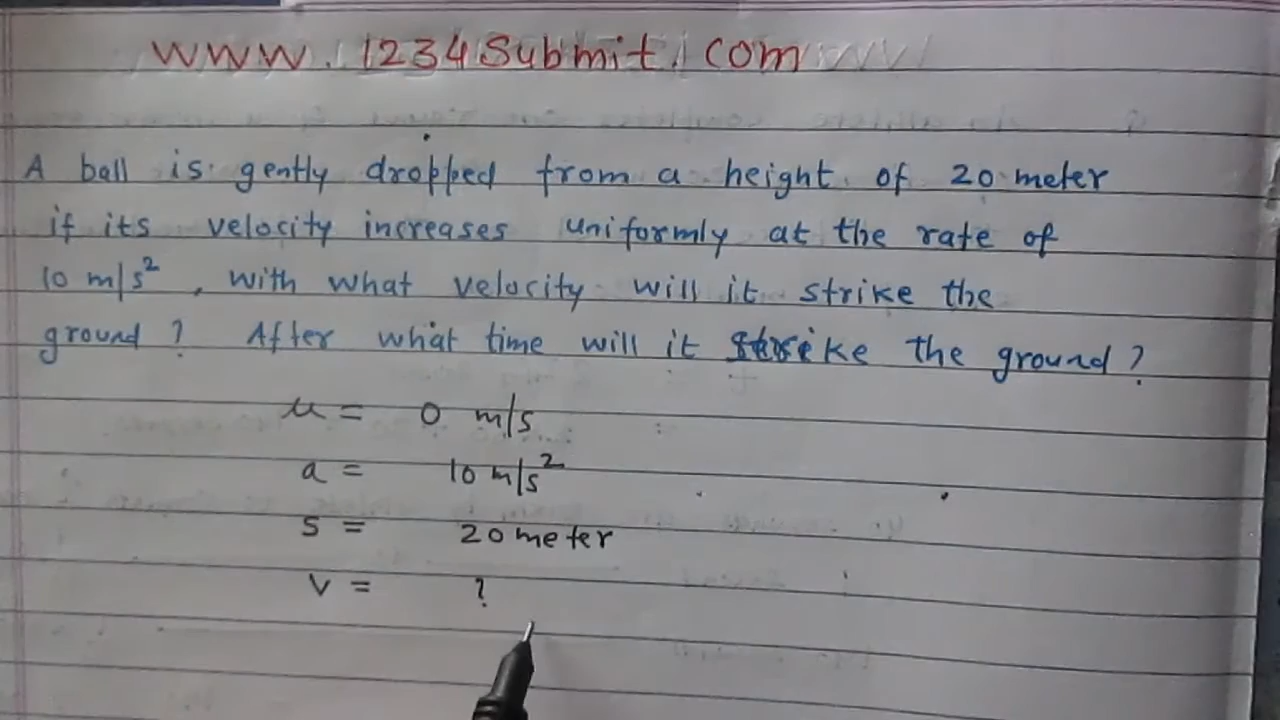 www.1234Submit.com
A ball is gently dropped from a height of 20 meter
if its velocity increases uniformly at the rate of
10 m/s², with what velocity will it strike the
ground? After what time will it strike the ground?
u = 0 m/s
a = 10 m/s²
s = 20 meter
v = ?